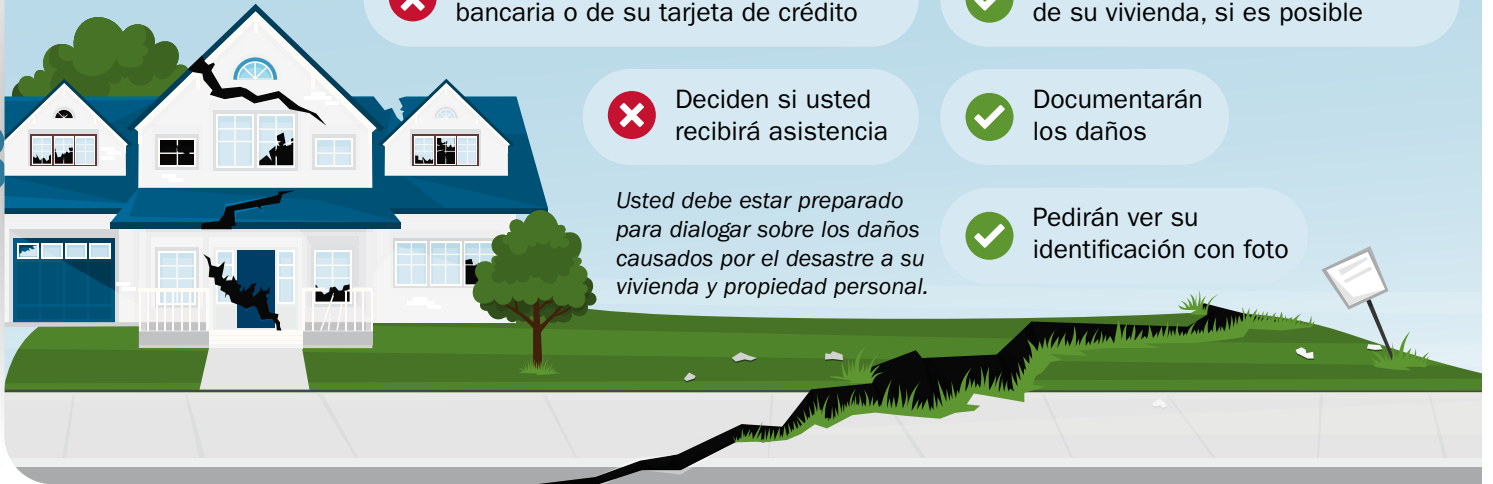 bancaria o de su tarjeta de crédito
de su vivienda, si es posible
Deciden si usted
recibirá asistencia
Documentarán
los daños
Usted debe estar preparado
para dialogar sobre los daños
causados por el desastre a su
vivienda y propiedad personal.
Pedirán ver su
identificación con foto